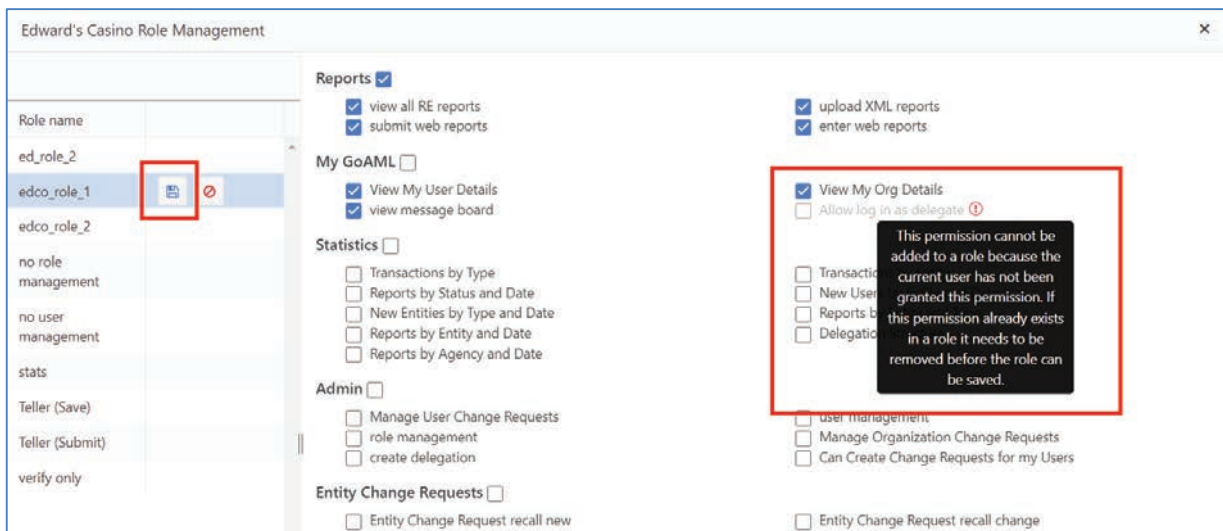 Edward's Casino Role Management
Role name
ed_role_2
edco_role_1
edco_role_2
no role
management
no user
management
stats
Teller (Save)
Teller (Submit)
verify only
Reports
view all RE reports
upload XML reports
submit web reports
enter web reports
My GoAML
View My User Details
View My Org Details
view message board
Allow log in as delegate
This permission cannot be
added to a role because the
current user has not been
granted this permission. If
this permission already exists
in a role it needs to be
removed before the role can
be saved.
Statistics
Transactions by Type
Reports by Status and Date
New Users
New Entities by Type and Date
Reports
Reports by Entity and Date
Delegation
Reports by Agency and Date
Admin
Manage User Change Requests
user management
role management
Manage Organization Change Requests
create delegation
Can Create Change Requests for my Users
Entity Change Requests
Entity Change Request recall new
Entity Change Request recall change